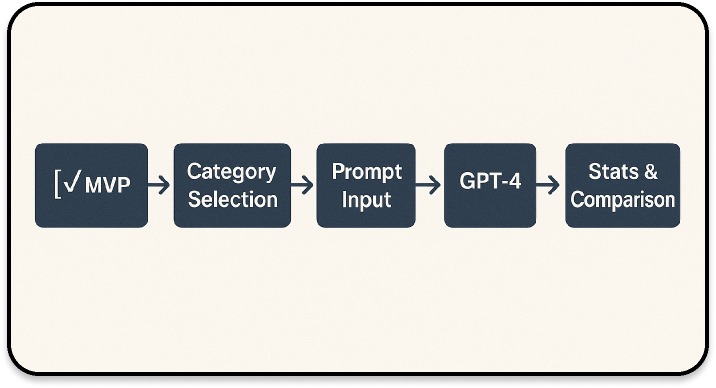 [✓ MVP
Category
Selection
Prompt
Input
GPT-4
Stats &
Comparison